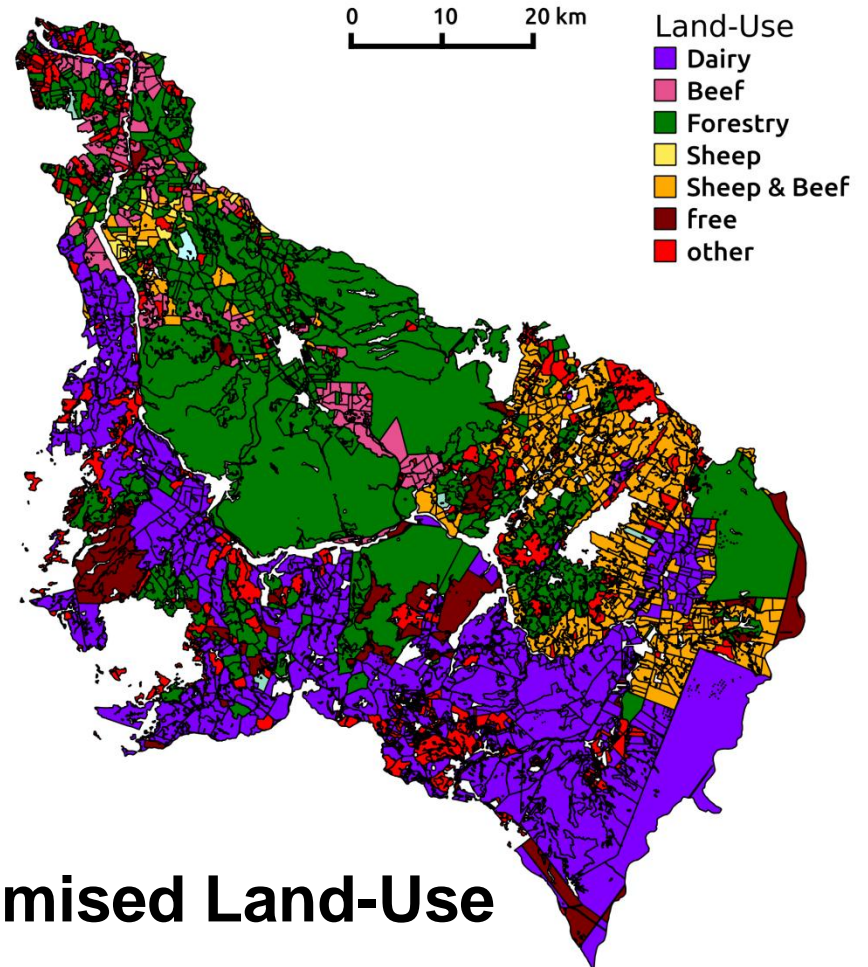 0 10 20 km
Land-Use
Dairy
Beef
Forestry
Sheep
Sheep & Beef
free
other
mised Land-Use